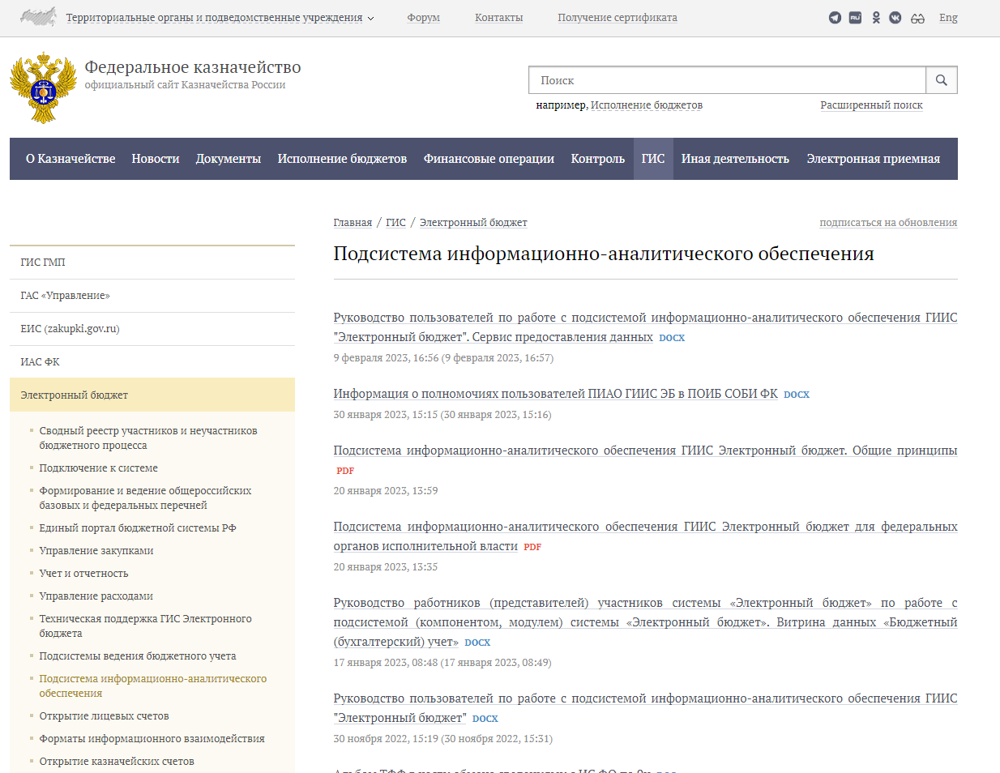 Территориальные органы и подведомственные учреждения
Форум
Контакты
Получение сертификата
Eng
Федеральное казначейство
официальный сайт Казначейства России
Поиск
например, Исполнение бюджетов
Расширенный поиск
О Казначействе Новости Документы Исполнение бюджетов Финансовые операции Контроль ГИС Иная деятельность Электронная приемная
Главная / ГИС / Электронный бюджет
подписаться на обновления
ГИС ГМП
ГАС «Управление»
ЕИС (zakupki.gov.ru)
ИАС ФК
Электронный бюджет
Сводный реестр участников и неучастников
бюджетного процесса
Подключение к системе
Формирование и ведение общероссийских
базовых и федеральных перечней
Единый портал бюджетной системы РФ
Управление закупками
Учет и отчетность
Управление расходами
Техническая поддержка ГИС Электронного
бюджета
Подсистемы ведения бюджетного учета
Подсистема информационно-аналитического
обеспечения
Открытие лицевых счетов
Форматы информационного взаимодействия
Открытие казначейских счетов
Подсистема информационно-аналитического обеспечения
Руководство пользователей по работе с подсистемой информационно-аналитического обеспечения ГИИС
"Электронный бюджет". Сервис предоставления данных DOCX
9 февраля 2023, 16:56 (9 февраля 2023, 16:57)
Информация о полномочиях пользователей ПИАО ГИИС ЭБ в ПОИБ СОБИ ФК DOCX
30 января 2023, 15:15 (30 января 2023, 15:16)
Подсистема информационно-аналитического обеспечения ГИИС Электронный бюджет. Общие принципы
PDF
20 января 2023, 13:59
Подсистема информационно-аналитического обеспечения ГИИС Электронный бюджет для федеральных
органов исполнительной власти PDF
20 января 2023, 13:35
Руководство работников (представителей) участников системы «Электронный бюджет» по работе с
подсистемой (компонентом, модулем) системы «Электронный бюджет». Витрина данных «Бюджетный
(бухгалтерский) учет» DOCX
17 января 2023, 08:48 (17 января 2023, 08:49)
Руководство пользователей по работе с подсистемой информационно-аналитического обеспечения ГИИС
"Электронный бюджет" DOCX
30 ноября 2022, 15:19 (30 ноября 2022, 15:31)